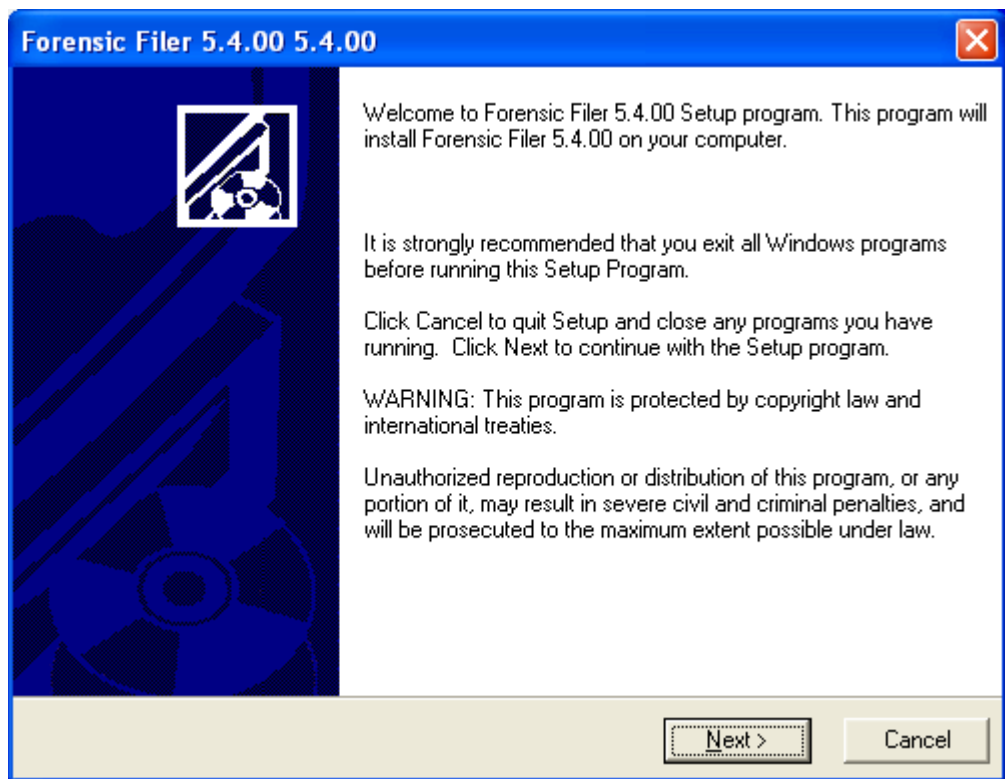 Forensic Filer 5.4.00 5.4.00
Welcome to Forensic Filer 5.4.00 Setup program. This program will
install Forensic Filer 5.4.00 on your computer.
It is strongly recommended that you exit all Windows programs
before running this Setup Program.
Click Cancel to quit Setup and close any programs you have
running.  Click Next to continue with the Setup program.
WARNING: This program is protected by copyright law and
international treaties.
Unauthorized reproduction or distribution of this program, or any
portion of it, may result in severe civil and criminal penalties, and
will be prosecuted to the maximum extent possible under law.
Next >
Cancel